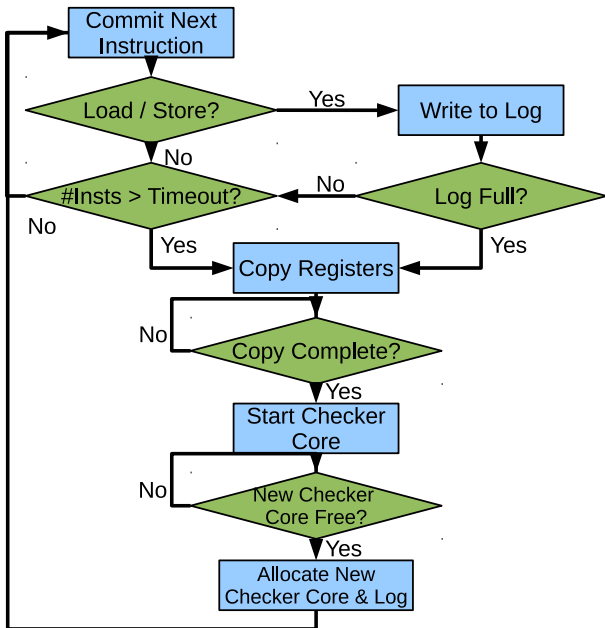 Commit Next
Instruction
Load / Store?
Yes
Write to Log
No
#Insts > Timeout?
No
Log Full?
No
Yes
Yes
Copy Registers
No
Copy Complete?
Yes
Start Checker
Core
No
New Checker
Core Free?
Yes
Allocate New
Checker Core & Log